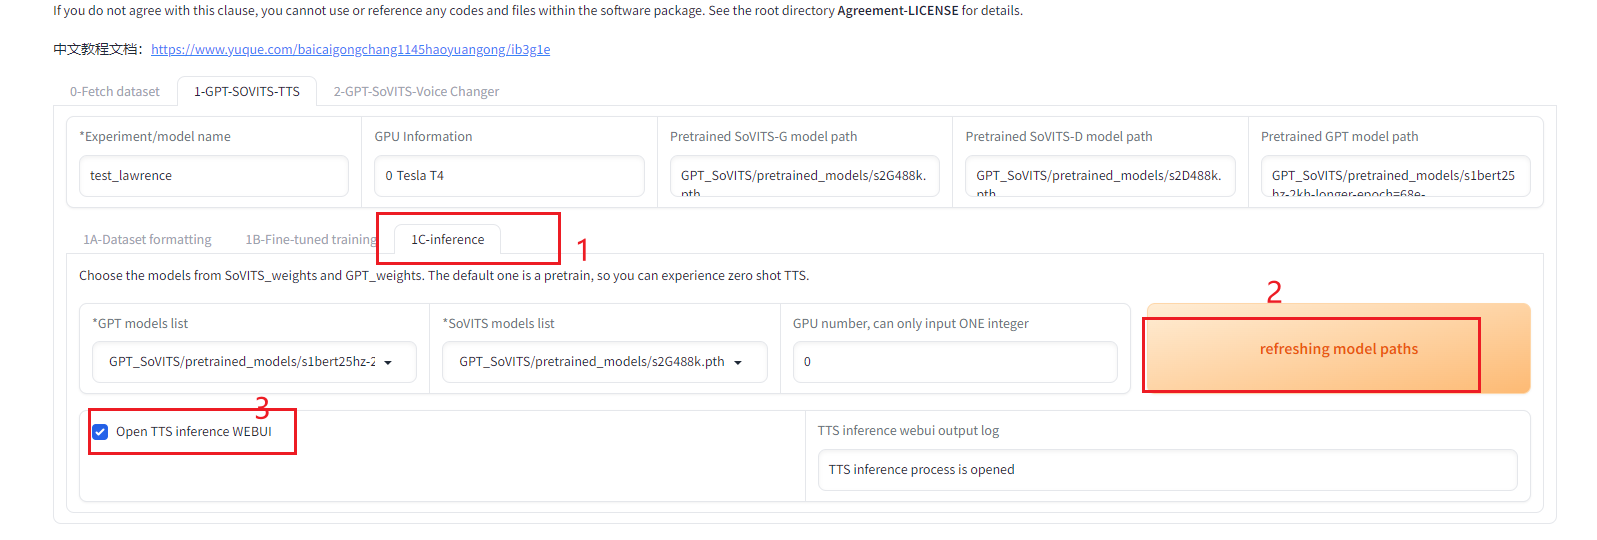 If you do not agree with this clause, you cannot use or reference any codes and files within the software package. See the root directory Agreement-LICENSE for details.
中文教程文档：https://www.yuque.com/baicaigongchang1145haoyuangong/ib3g1e
0-Fetch dataset 1-GPT-SOVITS-TTS 2-GPT-SoVITS-Voice Changer
*Experiment/model name GPU Information Pretrained SoVITS-G model path Pretrained SoVITS-D model path Pretrained GPT model path
test_lawrence 0 Tesla T4 GPT_SoVITS/pretrained_models/s2G488k. GPT_SoVITS/pretrained_models/s2D488k. GPT_SoVITS/pretrained_models/s1bert25
pth pth hz-2kh-longer-epoch=68e-
1A-Dataset formatting 1B-Fine-tuned training 1C-inference 1
Choose the models from SoVITS_weights and GPT_weights. The default one is a pretrain, so you can experience zero shot TTS.
2
*GPT models list *SoVITS models list GPU number, can only input ONE integer
refreshing model paths
GPT_SoVITS/pretrained_models/s1bert25hz-2 GPT_SoVITS/pretrained_models/s2G488k.pth 0
3
Open TTS inference WEBUI TTS inference webui output log
TTS inference process is opened